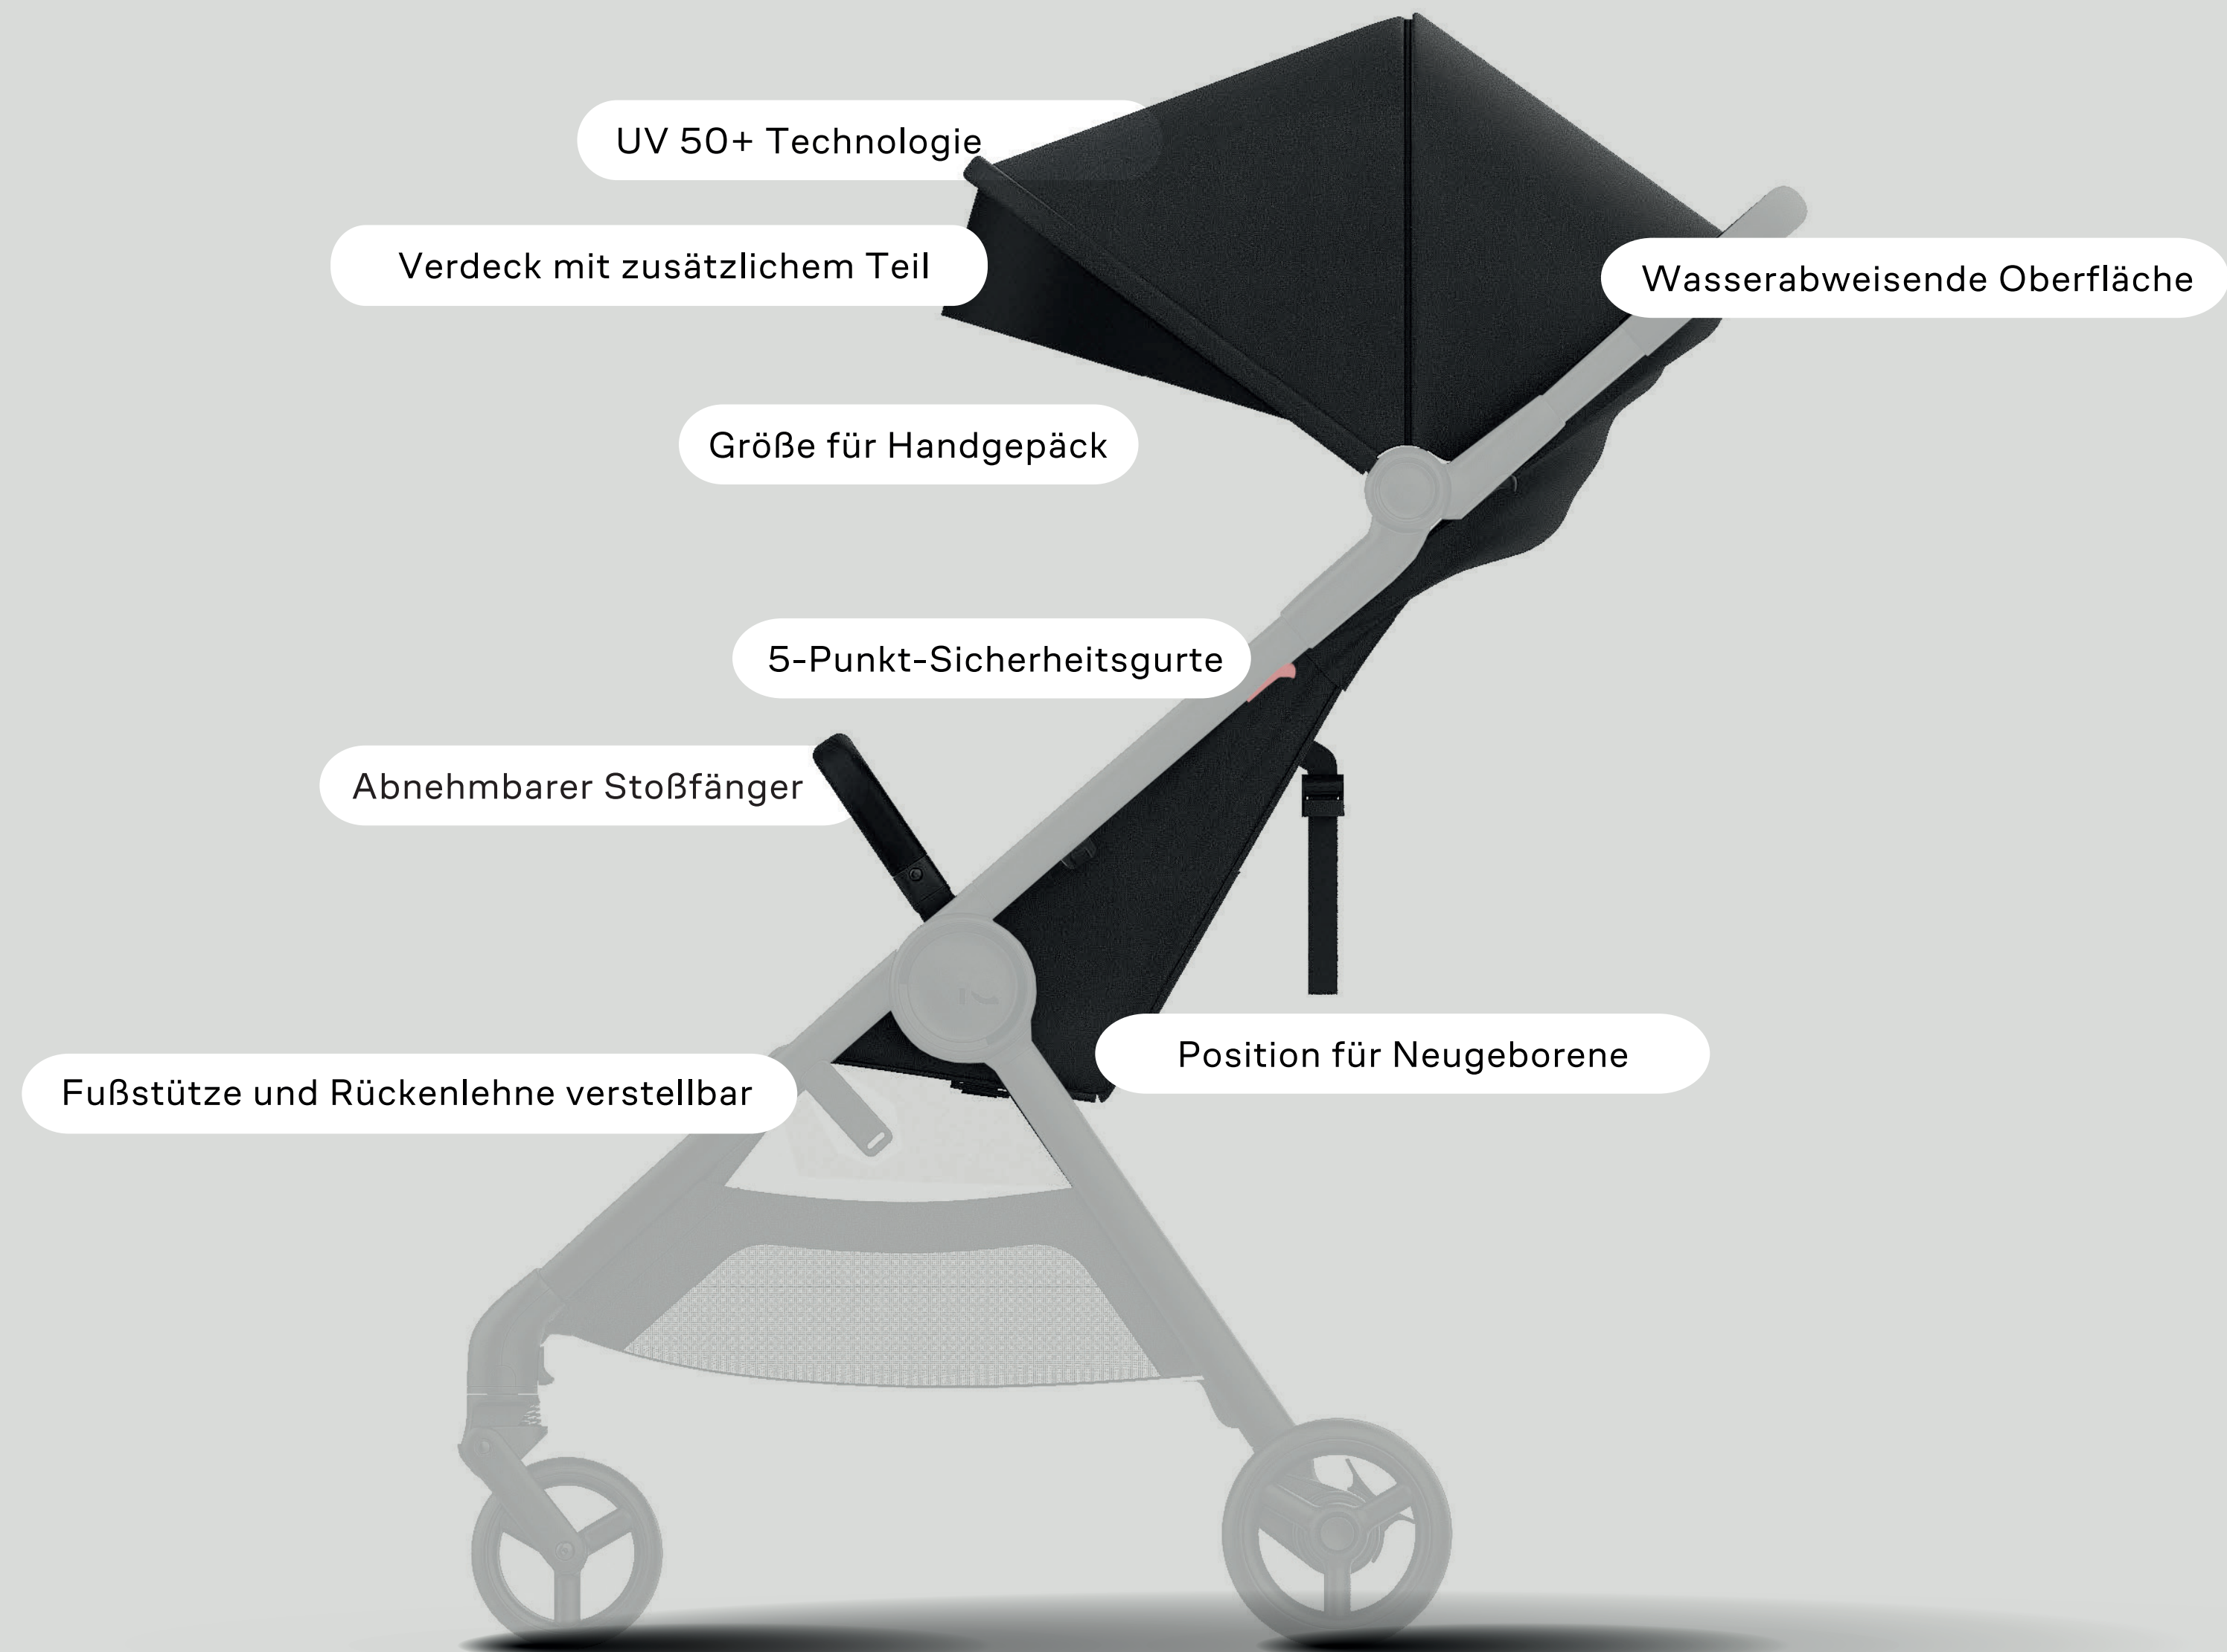 UV 50+ Technologie
Verdeck mit zusätzlichem Teil
Wasserabweisende Oberfläche
Größe für Handgepäck
5-Punkt-Sicherheitsgurte
Abnehmbarer Stoßfänger
Position für Neugeborene
Fußstütze und Rückenlehne verstellbar